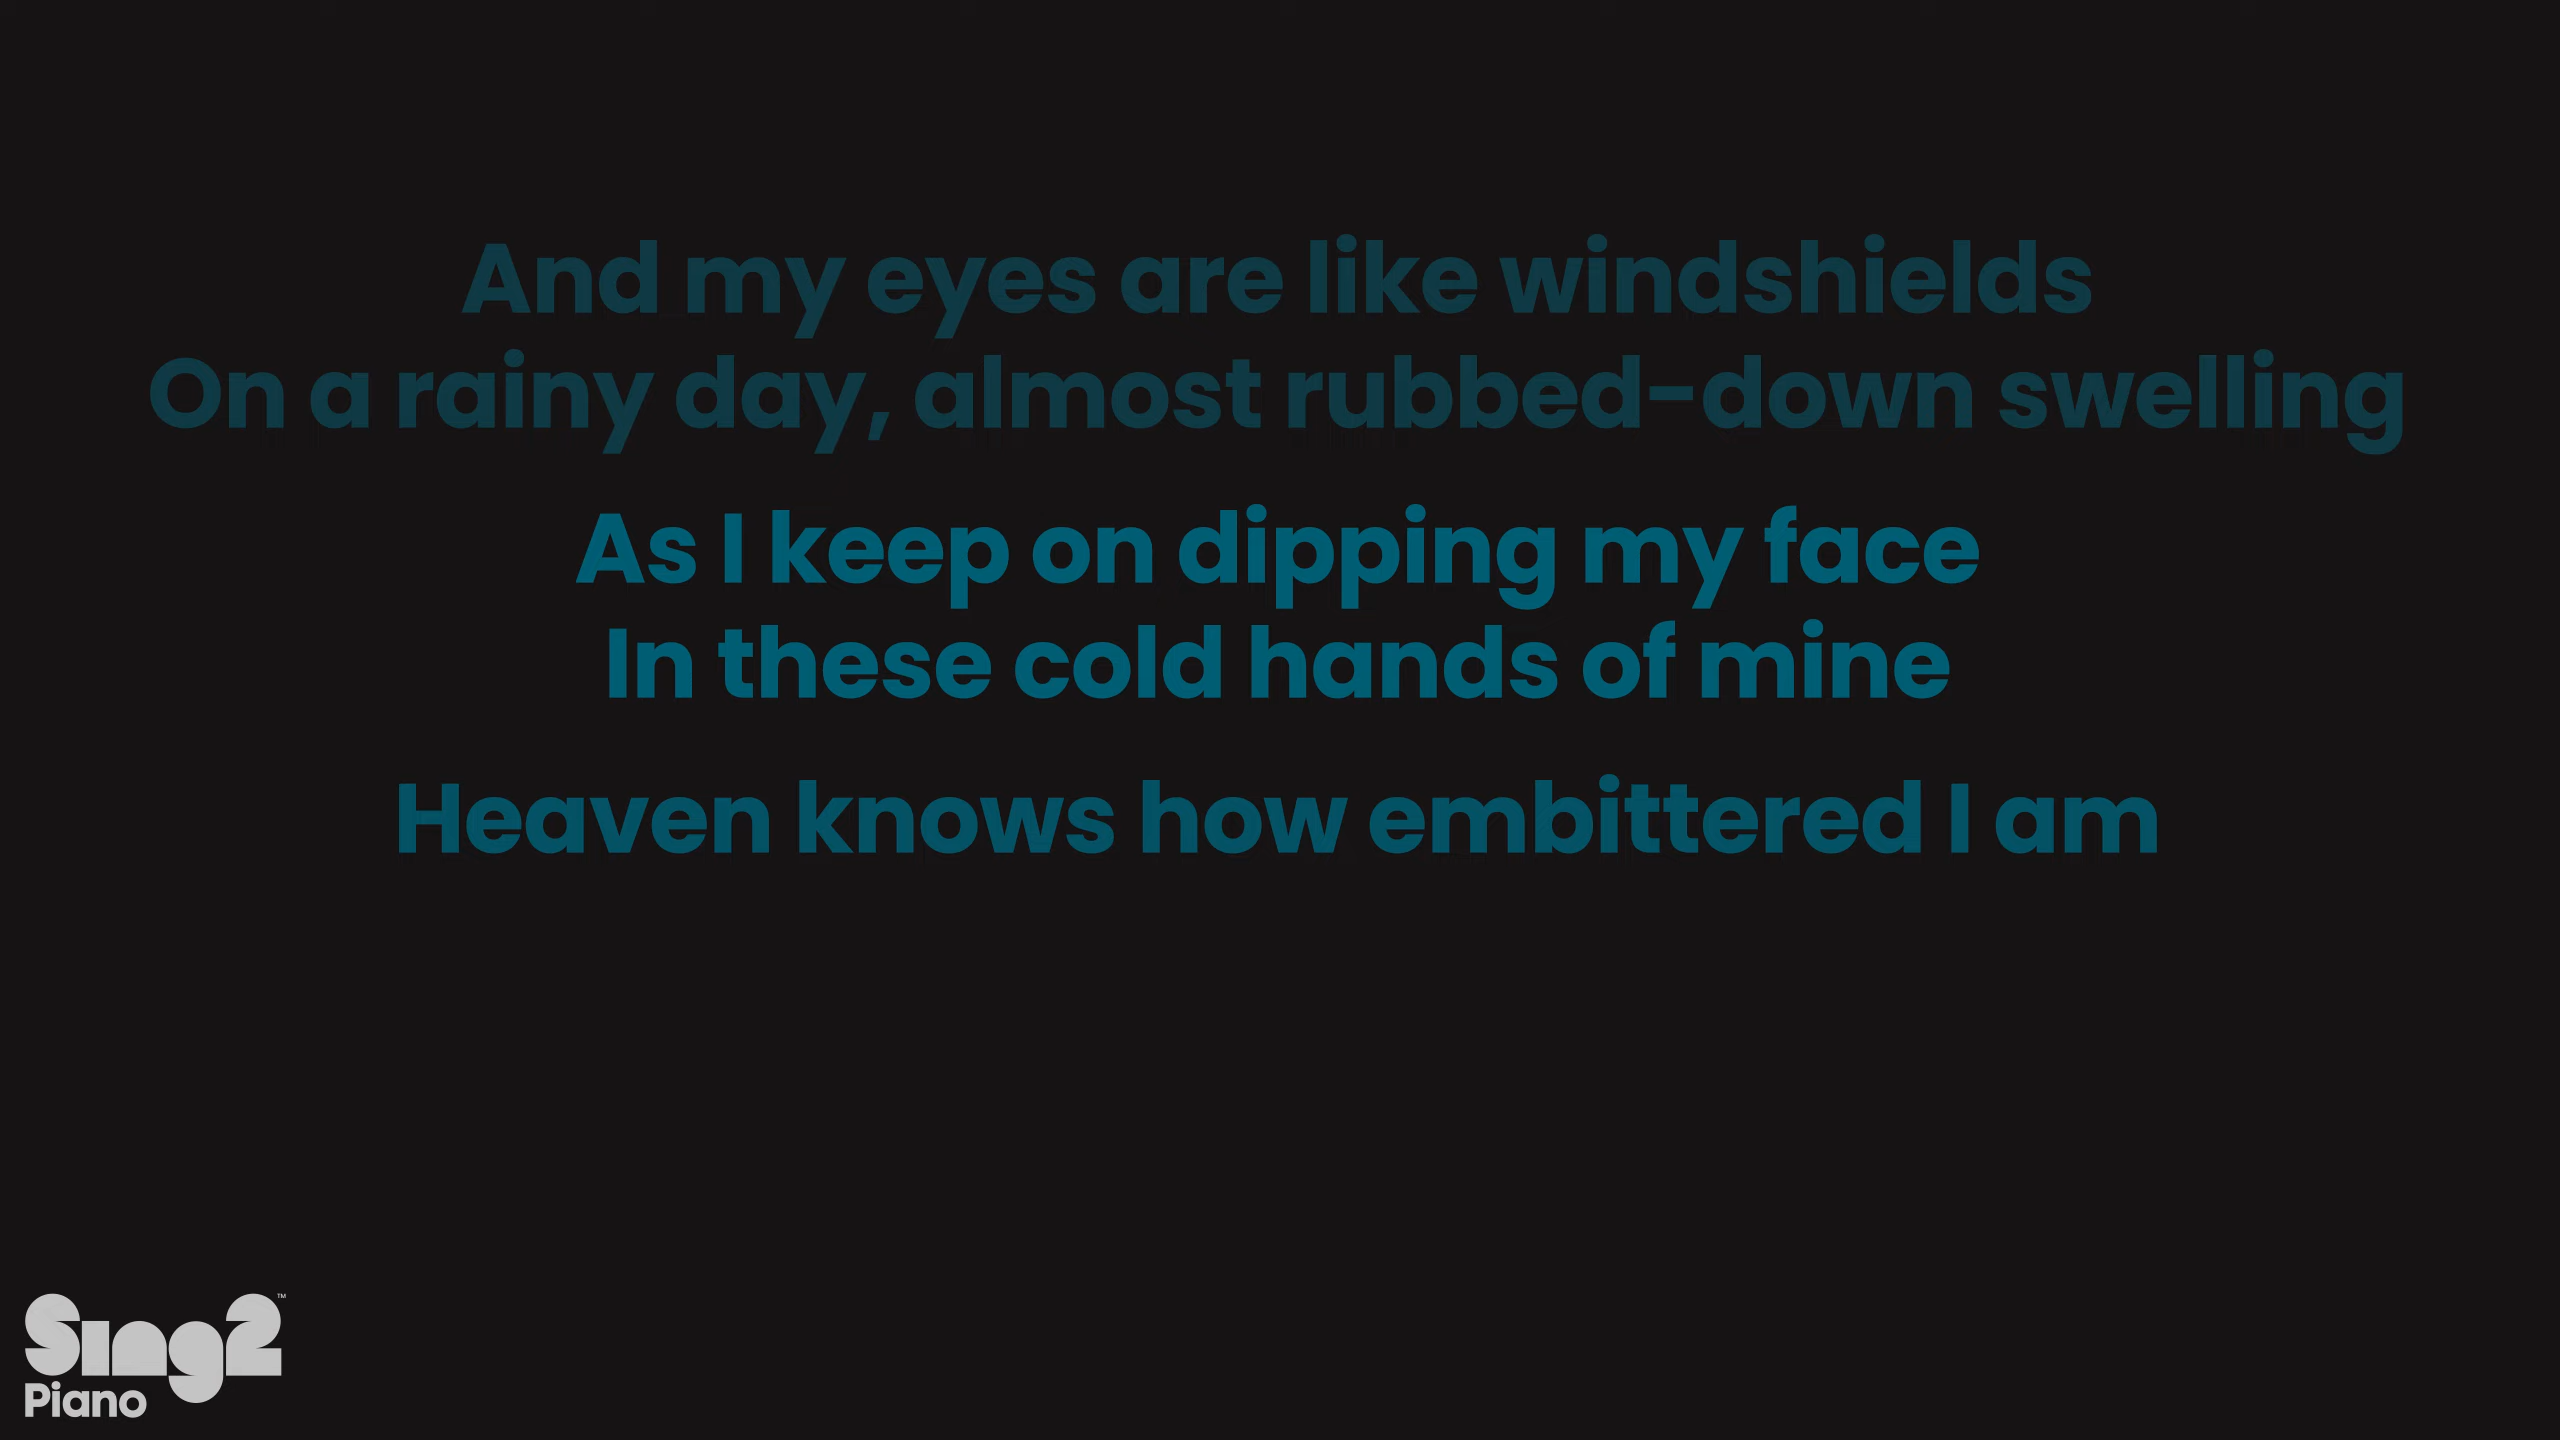 And my eyes are like windshields
On a rainy day, almost rubbed-down swelling
As I keep on dipping my face
In these cold hands of mine
Heaven knows how embittered I am
Sing2™
Piano